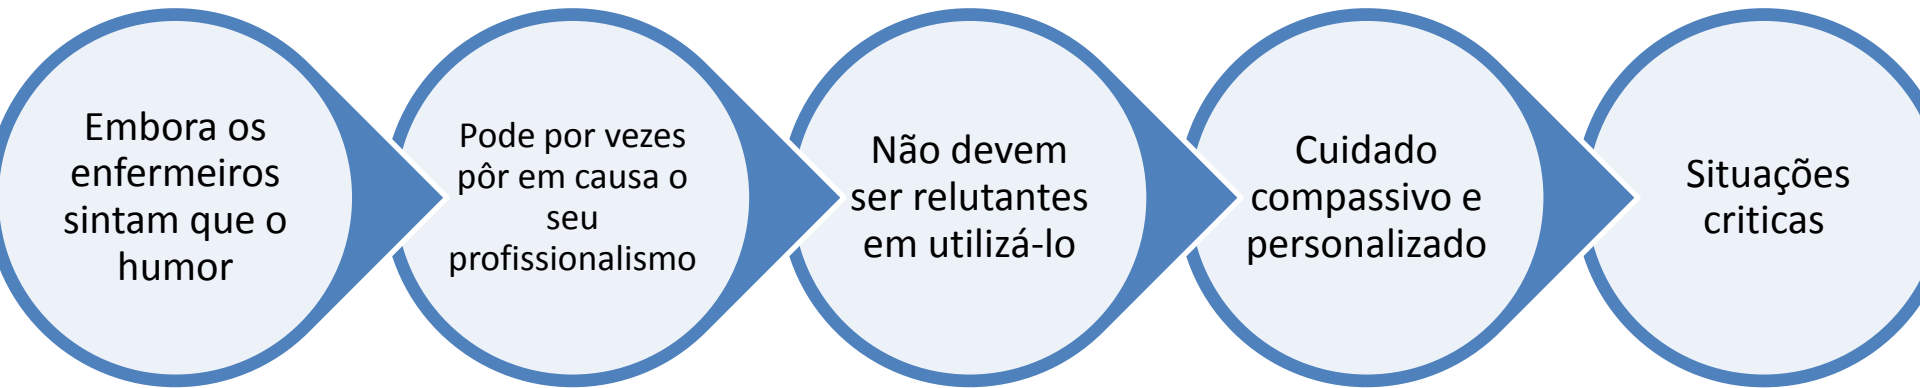 Embora os
enfermeiros
sintam que o
humor
Pode por vezes
pôr em causa o
seu
profissionalismo
Não devem
ser relutantes
em utilizá-lo
Cuidado
compassivo e
personalizado
Situações
criticas